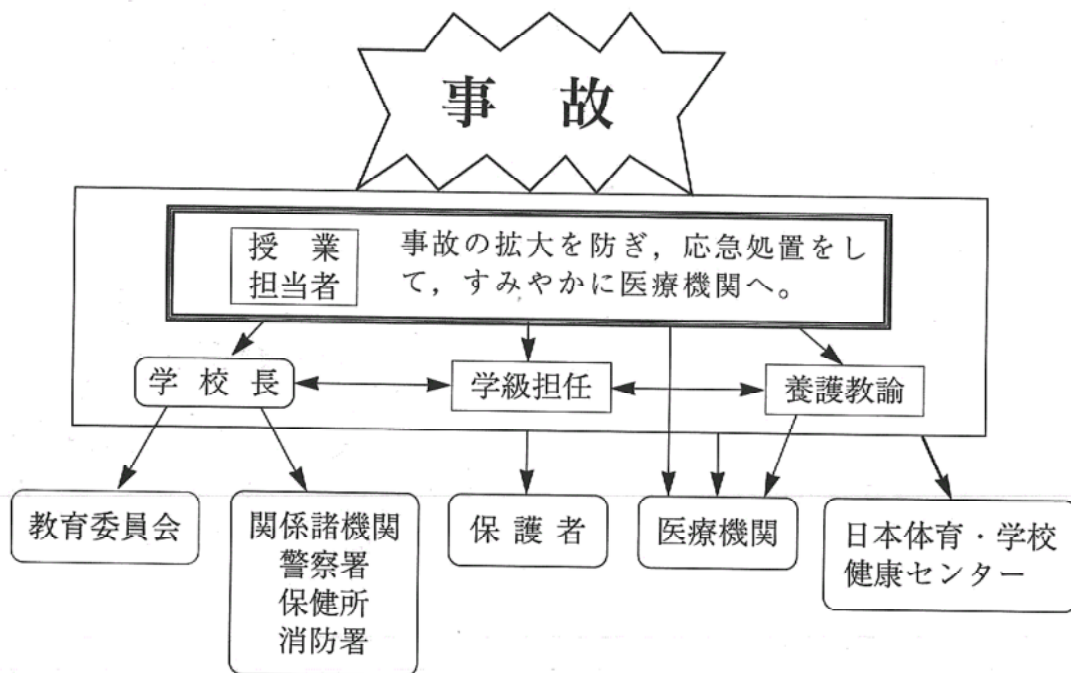 事　故
授　業
担当者
事故の拡大を防ぎ，応急処置をし
て，すみやかに医療機関へ。
学 校 長
学級担任
養護教諭
教育委員会
関係諸機関
警察署
保健所
消防署
保 護 者
医療機関
日本体育・学校
健康センター